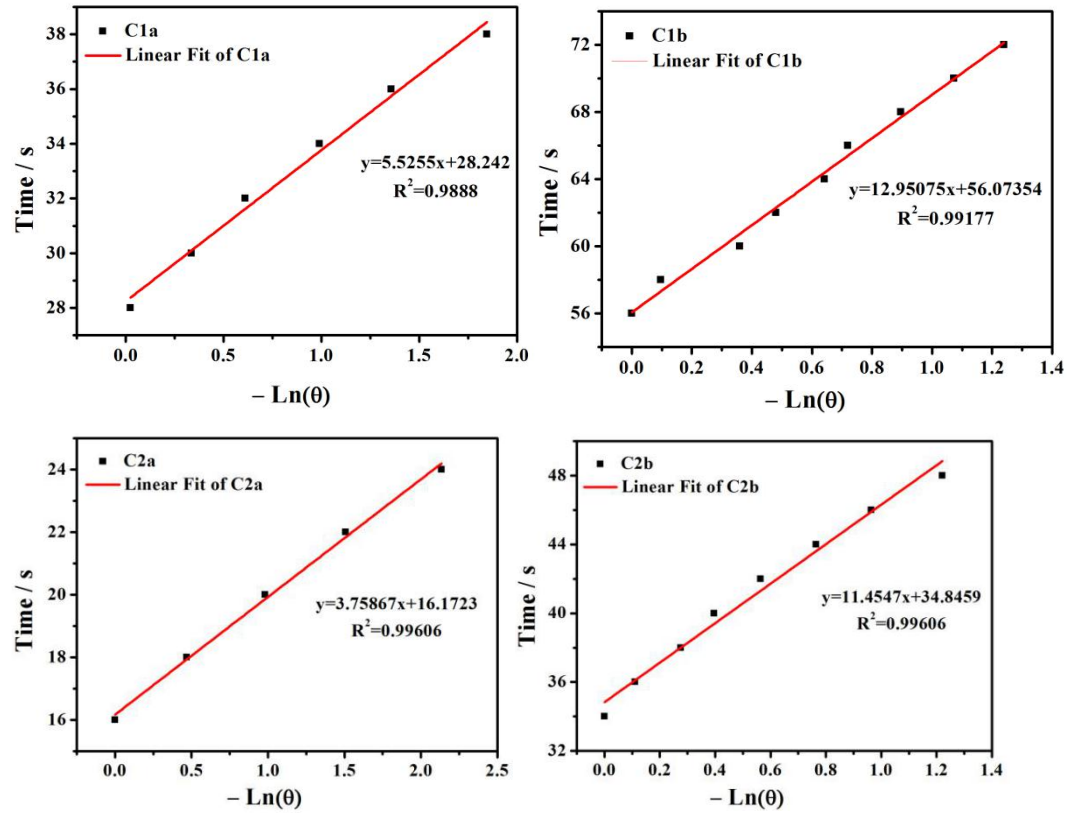 C1a
Linear Fit of C1a
38
36
34
32
30
28
Time / s
y=5.5255x+28.242
R²=0.9888
0.0 0.5 1.0 1.5 2.0
– Ln(θ)
C1b
Linear Fit of C1b
72
68
64
60
56
Time / s
y=12.95075x+56.07354
R²=0.99177
0.0 0.2 0.4 0.6 0.8 1.0 1.2 1.4
– Ln(θ)
C2a
Linear Fit of C2a
24
22
20
18
16
Time / s
y=3.75867x+16.1723
R²=0.99606
0.0 0.5 1.0 1.5 2.0 2.5
– Ln(θ)
C2b
Linear Fit of C2b
48
44
40
36
32
Time / s
y=11.4547x+34.8459
R²=0.99606
0.0 0.2 0.4 0.6 0.8 1.0 1.2 1.4
– Ln(θ)